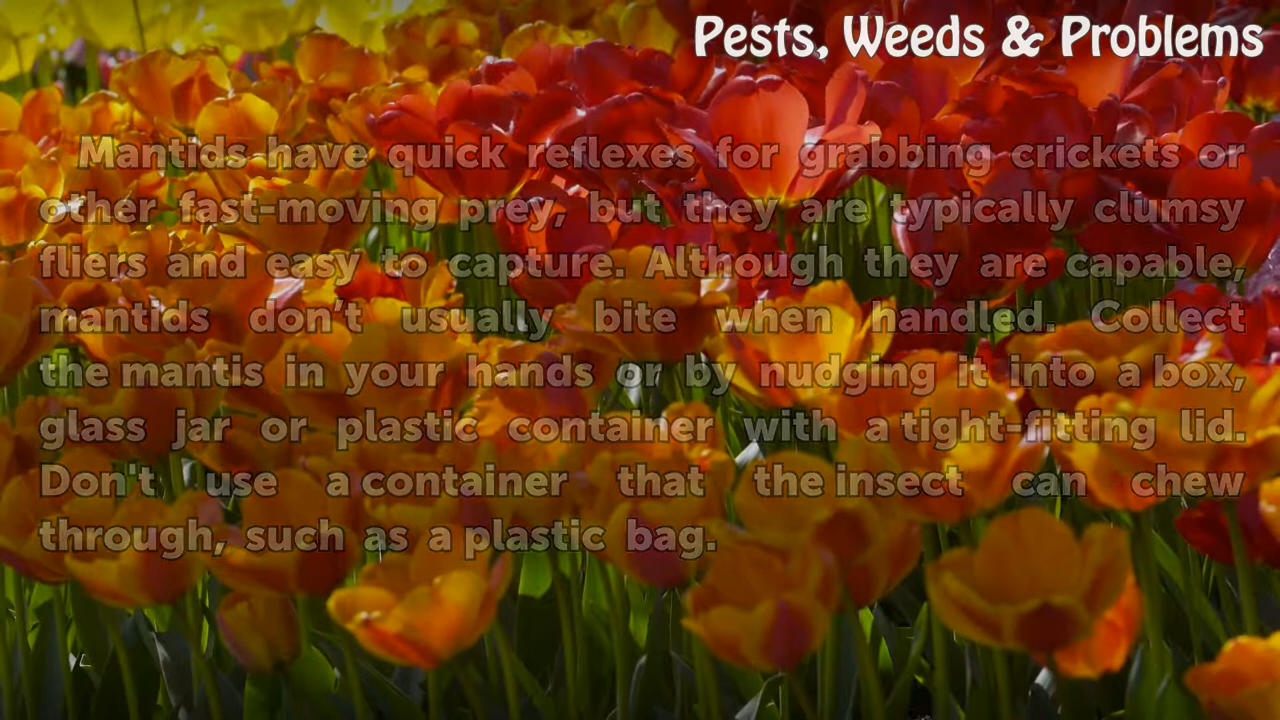 Pests, Weeds & Problems
Mantids have quick reflexes for grabbing crickets or
other fast-moving prey, but they are typically clumsy
fliers and easy to capture. Although they are capable,
mantids don’t usually bite when handled. Collect
the mantis in your hands or by nudging it into a box,
glass jar or plastic container with a tight-fitting lid.
Don't use a container that the insect can chew
through, such as a plastic bag.